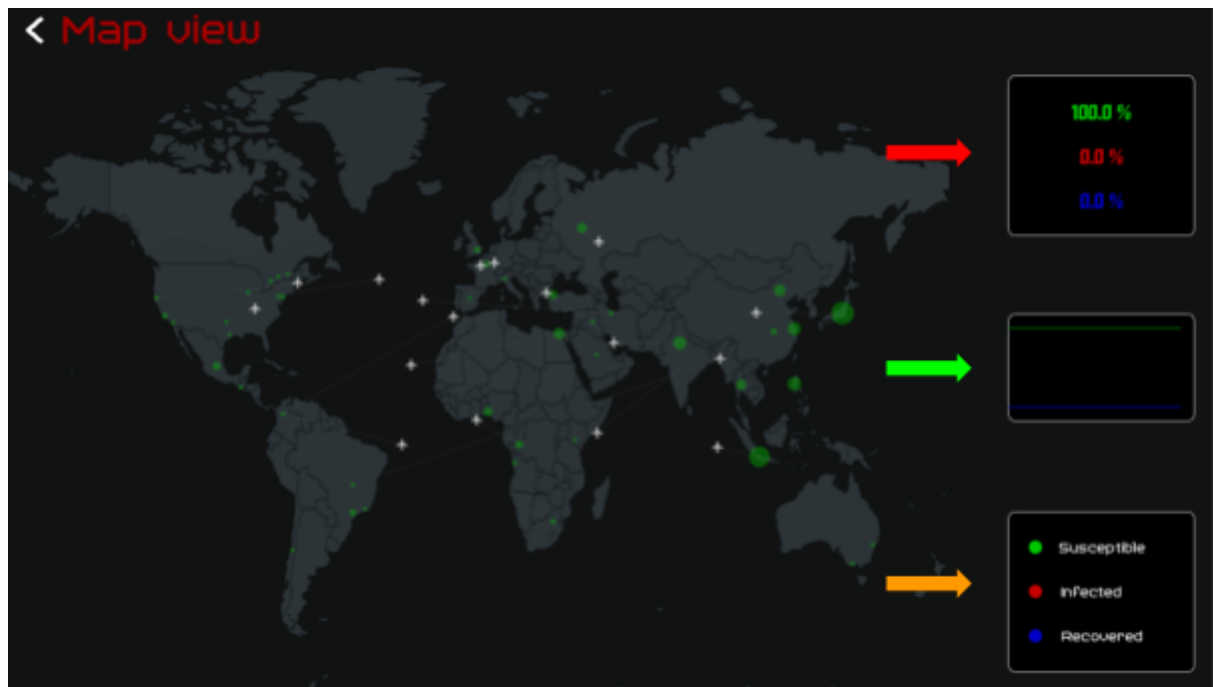 Map view
100.0 %
0.0 %
0.0 %
Susceptible
Infected
Recovered